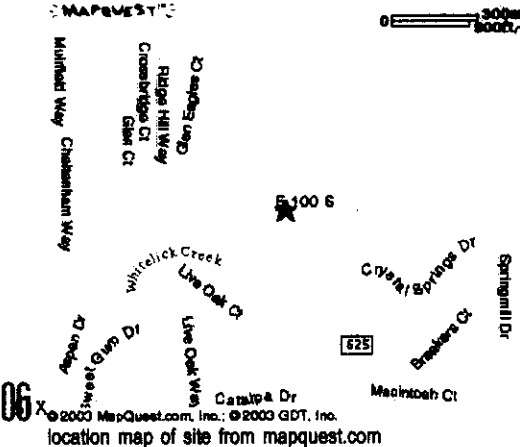 MAPQUEST
0 300m
900ft
Muirfield Way
Cheltenham Way
Crossbridge Ct
Glen Ct
Ridge Hill Way
Glen Eagles Ct
E 100 S
Whitelick Creek
Live Oak Ct
Crystal Springs Dr
Springmill Dr
Aspen Dr
Sweet Gum Dr
Live Oak Way
625
Breakers Ct
Catalpa Dr
Macintosh Ct
06 x
©2003 MapQuest.com, Inc.; ©2003 GDT, Inc.
location map of site from mapquest.com